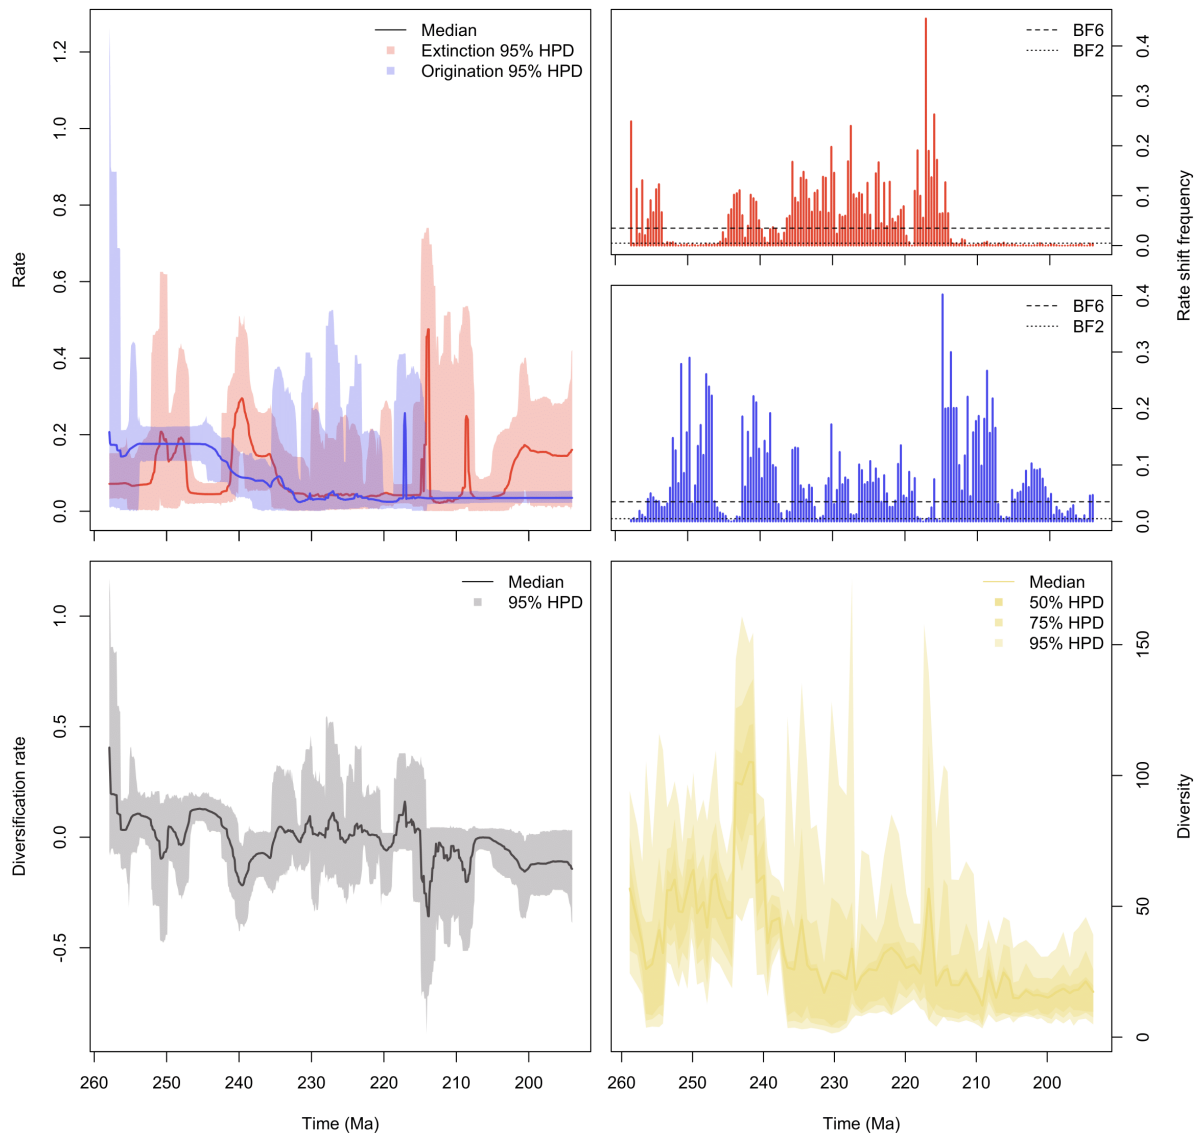 Rate
0.0
0.2
0.4
0.6
0.8
1.0
1.2
Median
Extinction 95% HPD
Origination 95% HPD
BF6
BF2
0.0
0.1
0.2
0.3
0.4
Rate shift frequency
BF6
BF2
0.0
0.1
0.2
0.3
0.4
Diversification rate
-0.5
0.0
0.5
1.0
Median
95% HPD
260 250 240 230 220 210 200
Time (Ma)
Median
50% HPD
75% HPD
95% HPD
0
50
100
150
Diversity
260 250 240 230 220 210 200
Time (Ma)